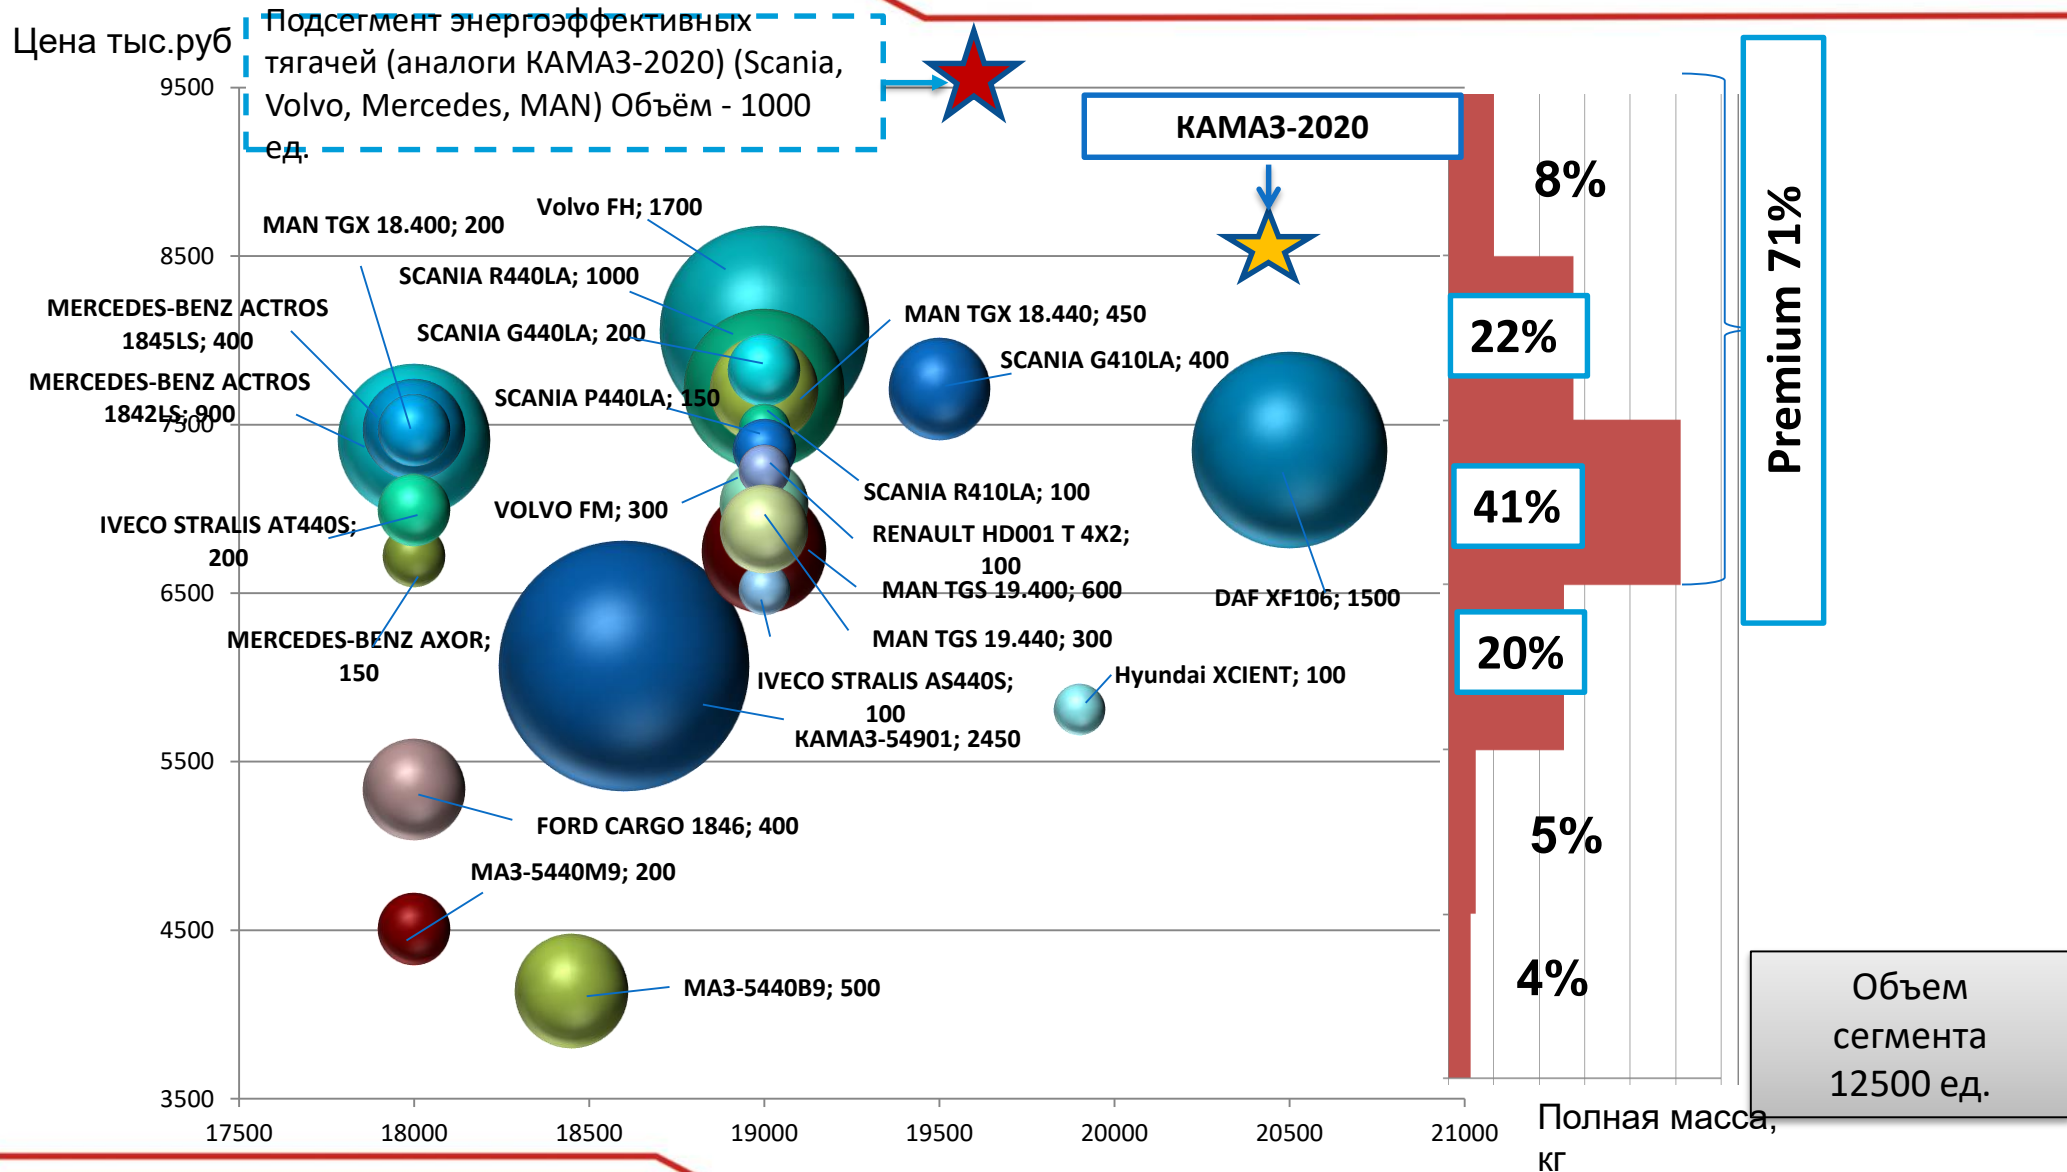 Цена тыс.руб
Подсегмент энергоэффективных
тягачей (аналоги КАМАЗ-2020) (Scania,
Volvo, Mercedes, MAN) Объём - 1000
ед.
КАМАЗ-2020
9500
8500
7500
6500
5500
4500
3500
17500
18000
18500
19000
19500
20000
20500
21000
Полная масса,
кг
MAN TGX 18.400; 200
Volvo FH; 1700
SCANIA R440LA; 1000
MERCEDES-BENZ ACTROS
1845LS; 400
SCANIA G440LA; 200
MAN TGX 18.440; 450
SCANIA G410LA; 400
MERCEDES-BENZ ACTROS
1842LS; 900
SCANIA P440LA; 150
SCANIA R410LA; 100
VOLVO FM; 300
IVECO STRALIS AT440S;
200
RENAULT HD001 T 4X2;
100
MAN TGS 19.400; 600
DAF XF106; 1500
MERCEDES-BENZ AXOR;
150
MAN TGS 19.440; 300
IVECO STRALIS AS440S;
100
Hyundai XCIENT; 100
КАМАЗ-54901; 2450
FORD CARGO 1846; 400
МАЗ-5440М9; 200
МАЗ-5440В9; 500
8%
22%
41%
20%
5%
4%
Premium 71%
Объем
сегмента
12500 ед.